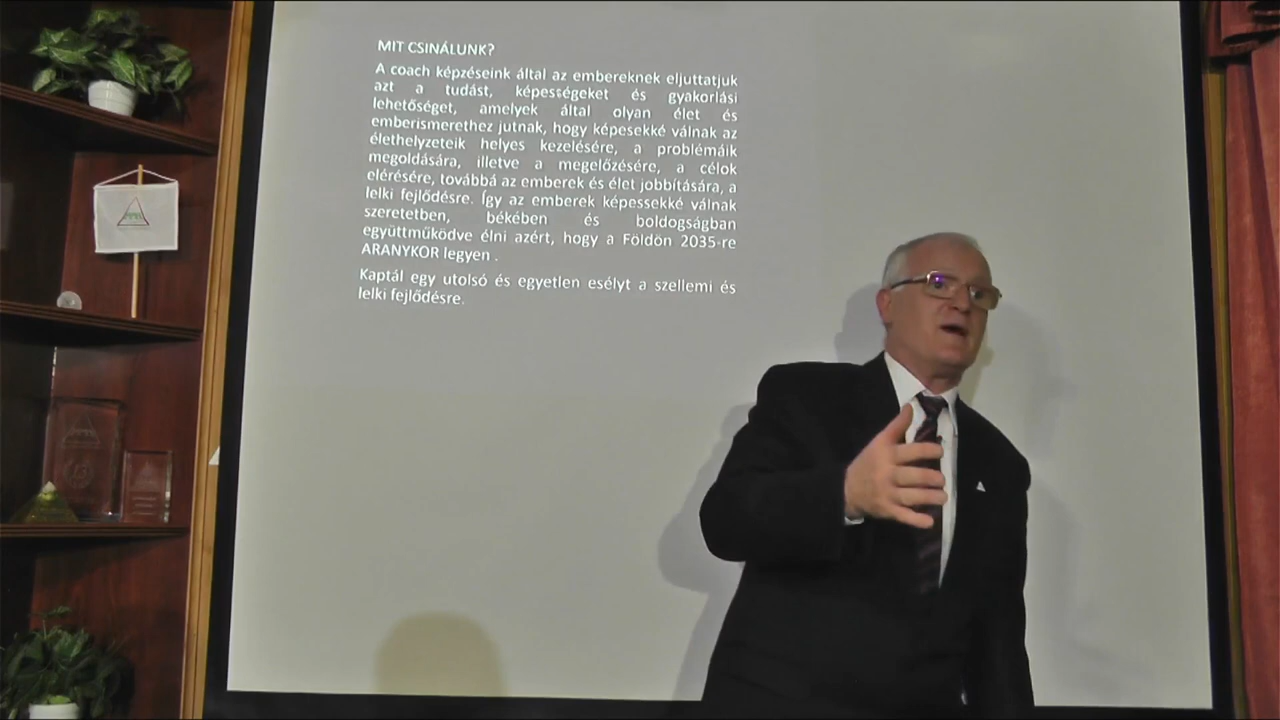 MIT CSINÁLUNK?
A coach képzéseink által az embereknek eljuttatjuk
azt a tudást, képességeket és gyakorlási
lehetőséget, amelyek által olyan élet és
emberismerethez jutnak, hogy képesekké válnak az
élethelyzeteik helyes kezelésére, a problémáik
megoldására, illetve a megelőzésére, a célok
elérésére, továbbá az emberek és élet jobbítására, a
lelki fejlődésre. Így az emberek képessekké válnak
szeretetben, békében és boldogságban
együttműködve élni azért, hogy a Földön 2035-re
ARANYKOR legyen .
Kaptál egy utolsó és egyetlen esélyt a szellemi és
lelki fejlődésre.